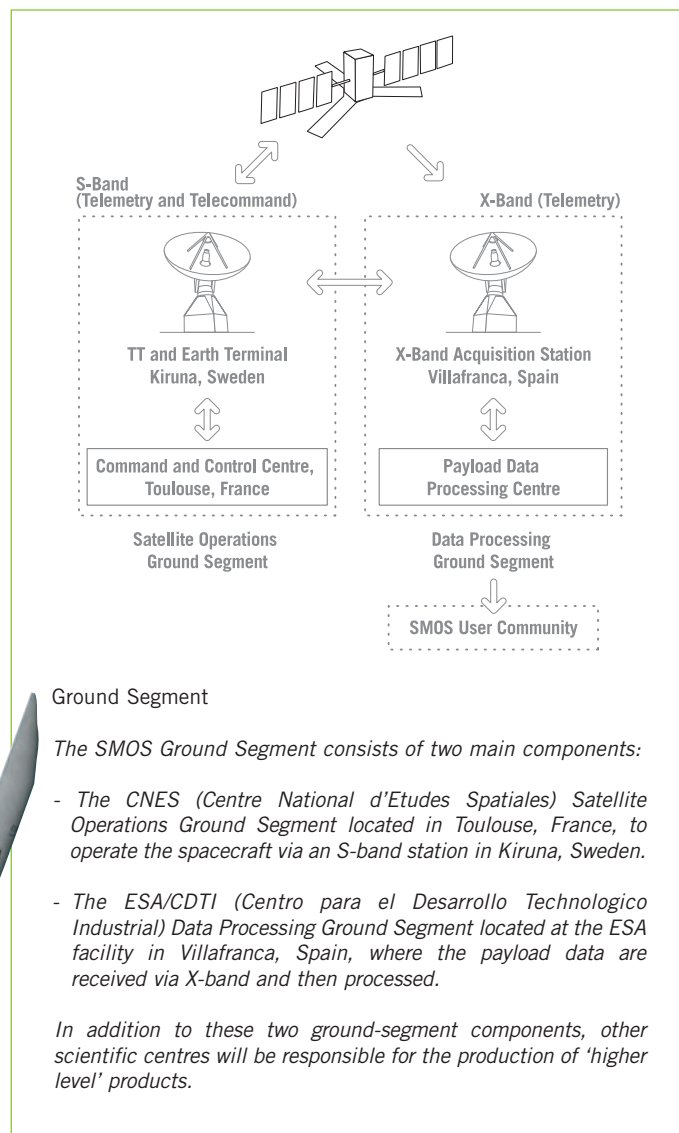 S-Band
(Telemetry and Telecommand)
X-Band (Telemetry)
TT and Earth Terminal
Kiruna, Sweden
X-Band Acquisition Station
Villafranca, Spain
Command and Control Centre,
Toulouse, France
Payload Data
Processing Centre
Satellite Operations
Ground Segment
Data Processing
Ground Segment
SMOS User Community
Ground Segment
The SMOS Ground Segment consists of two main components:
- The CNES (Centre National d'Etudes Spatiales) Satellite
Operations Ground Segment located in Toulouse, France, to
operate the spacecraft via an S-band station in Kiruna, Sweden.
- The ESA/CDTI (Centro para el Desarrollo Technologico
Industrial) Data Processing Ground Segment located at the ESA
facility in Villafranca, Spain, where the payload data are
received via X-band and then processed.
In addition to these two ground-segment components, other
scientific centres will be responsible for the production of 'higher
level' products.